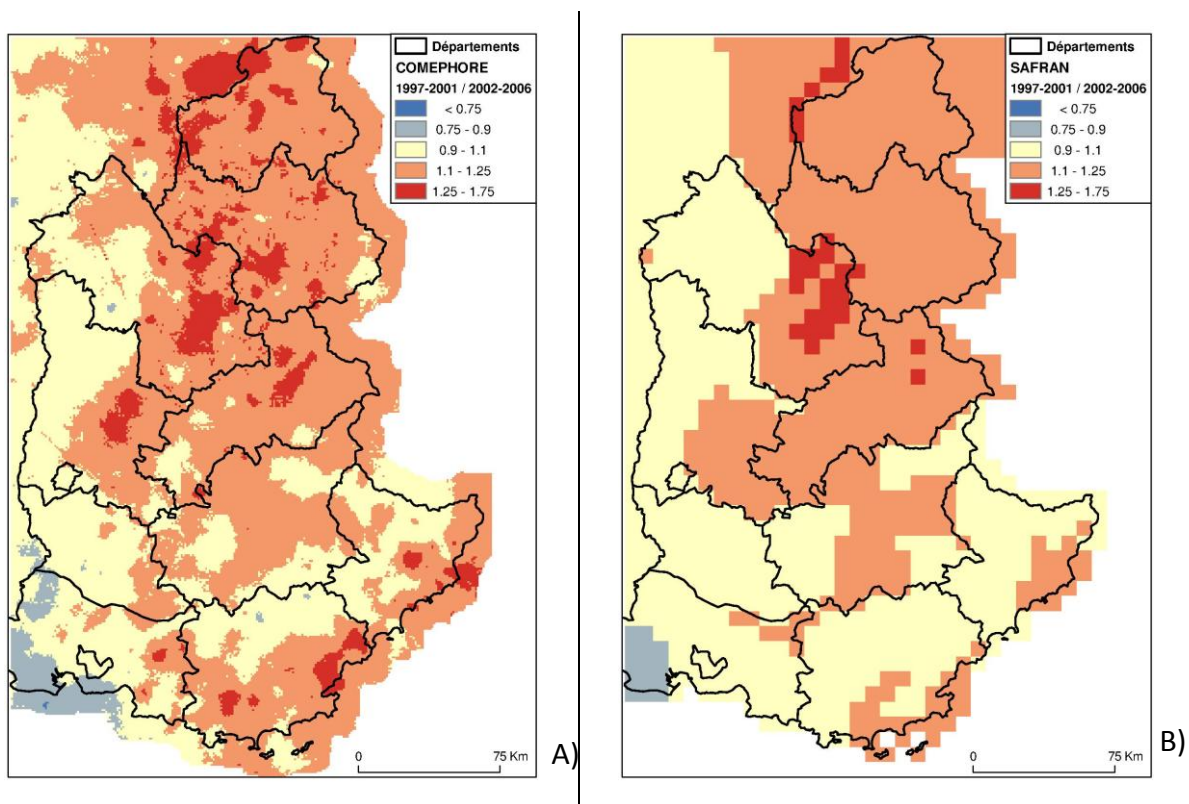 Départements
COMEPHORE
1997-2001 / 2002-2006
< 0.75
0.75 - 0.9
0.9 - 1.1
1.1 - 1.25
1.25 - 1.75
0 75 Km
A)
Départements
SAFRAN
1997-2001 / 2002-2006
< 0.75
0.75 - 0.9
0.9 - 1.1
1.1 - 1.25
1.25 - 1.75
0 75 Km
B)